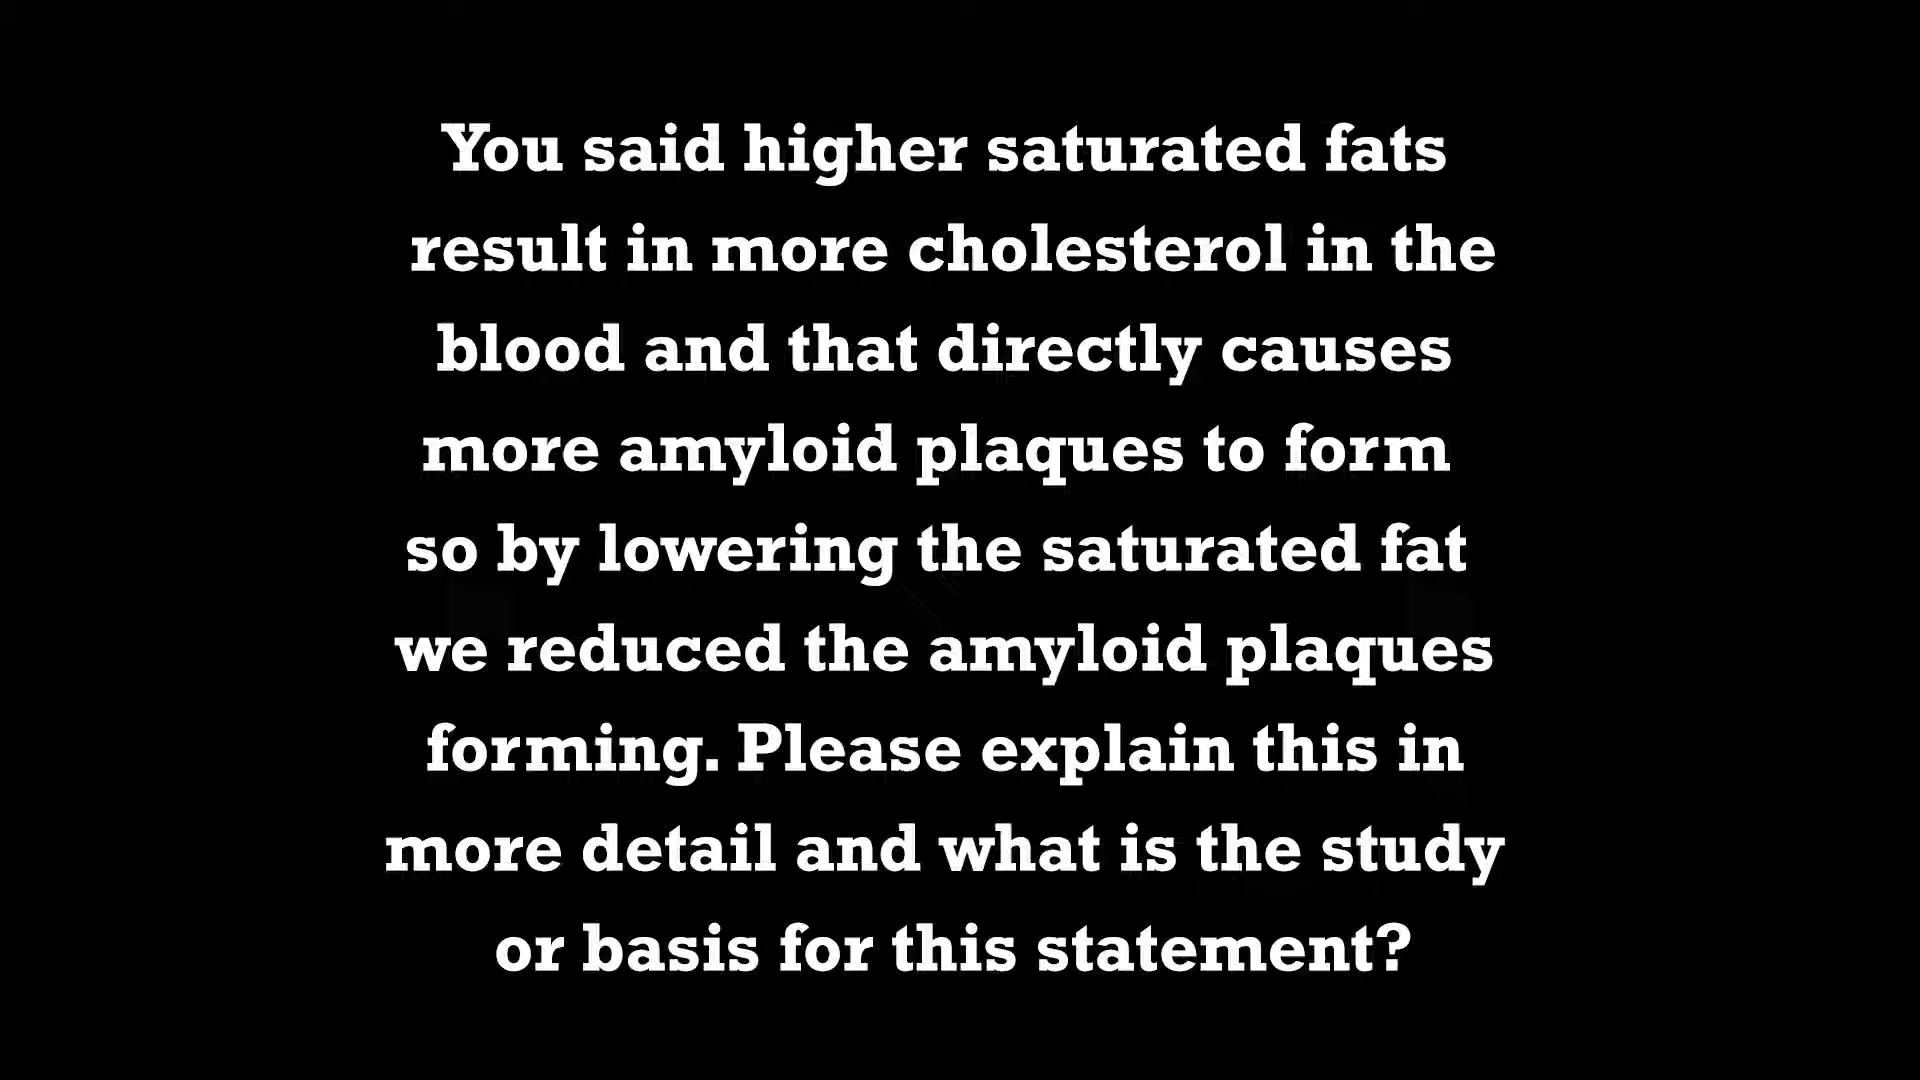 You said higher saturated fats
result in more cholesterol in the
blood and that directly causes
more amyloid plaques to form
so by lowering the saturated fat
we reduced the amyloid plaques
forming. Please explain this in
more detail and what is the study
or basis for this statement?